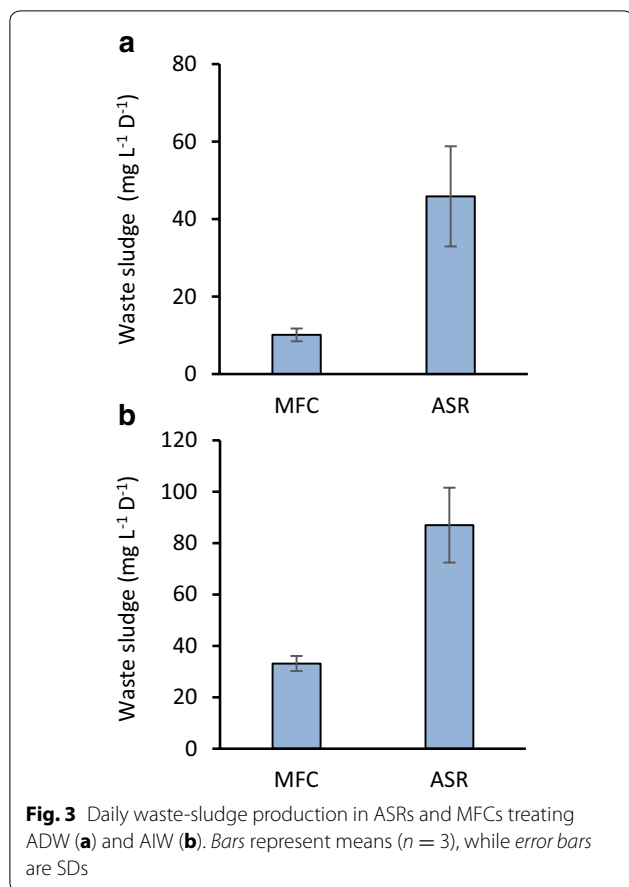 a
80
60
40
20
0
Waste sludge (mg L⁻¹ D⁻¹)
MFC ASR
b
120
100
80
60
40
20
0
Waste sludge (mg L⁻¹ D⁻¹)
MFC ASR
Fig. 3 Daily waste-sludge production in ASRs and MFCs treating
ADW (a) and AIW (b). Bars represent means (n = 3), while error bars
are SDs